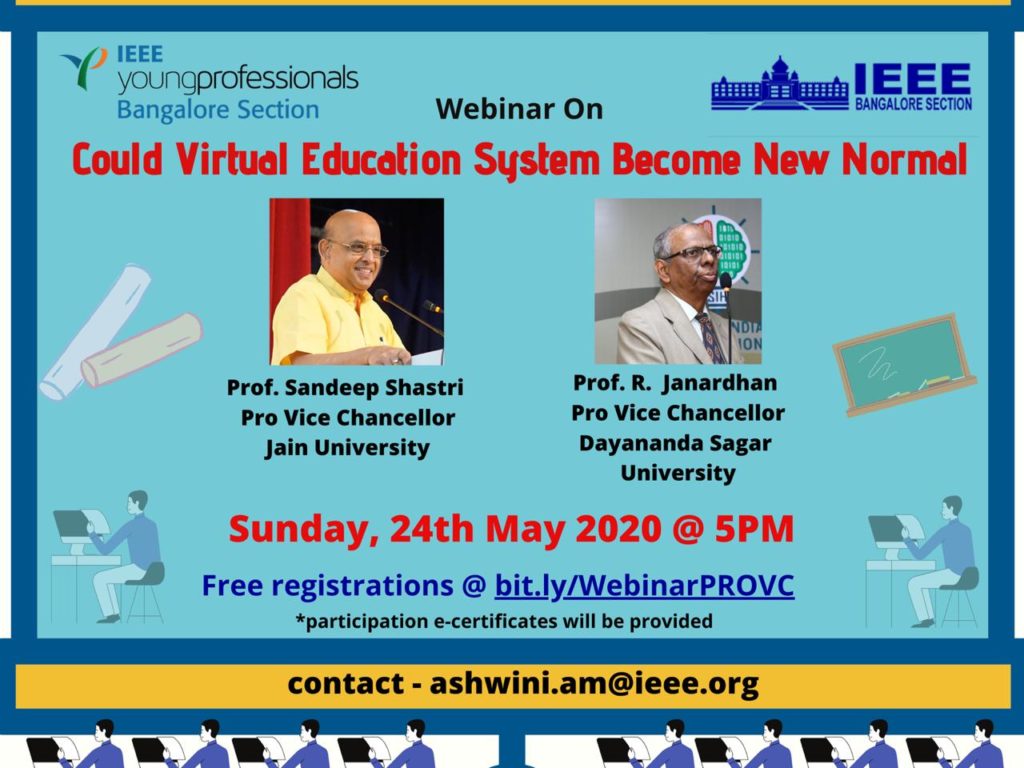 IEEE
youngprofessionals
Bangalore Section
IEEE
BANGALORE SECTION
Webinar On
Could Virtual Education System Become New Normal
Prof. Sandeep Shastri
Pro Vice Chancellor
Jain University
Prof. R. Janardhan
Pro Vice Chancellor
Dayananda Sagar
University
Sunday, 24th May 2020 @ 5PM
Free registrations @ bit.ly/WebinarPROVC
*participation e-certificates will be provided
contact - ashwini.am@ieee.org